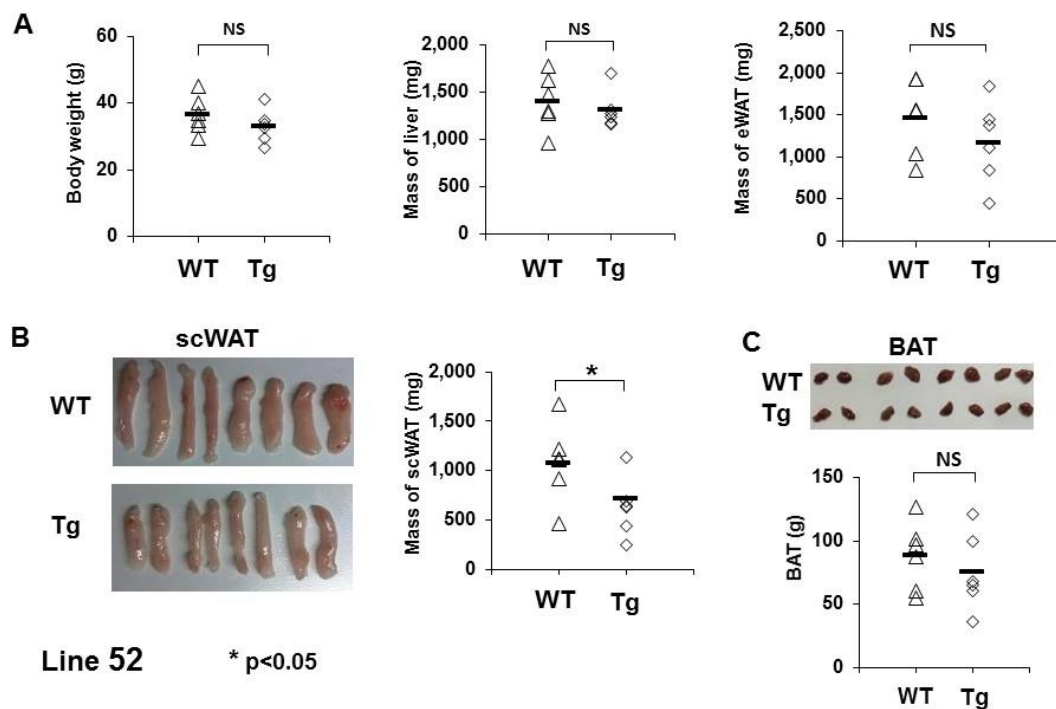 A
Body weight (g)
60
40
20
0
NS
WT Tg
Mass of liver (mg)
2,000
1,500
1,000
500
0
NS
WT Tg
Mass of eWAT (mg)
2,500
2,000
1,500
1,000
500
0
NS
WT Tg
B
scWAT
WT
Tg
Mass of scWAT (mg)
2,000
1,500
1,000
500
0
*
WT Tg
C
BAT
WT
Tg
BAT (g)
150
100
50
0
NS
WT Tg
Line 52
* p<0.05